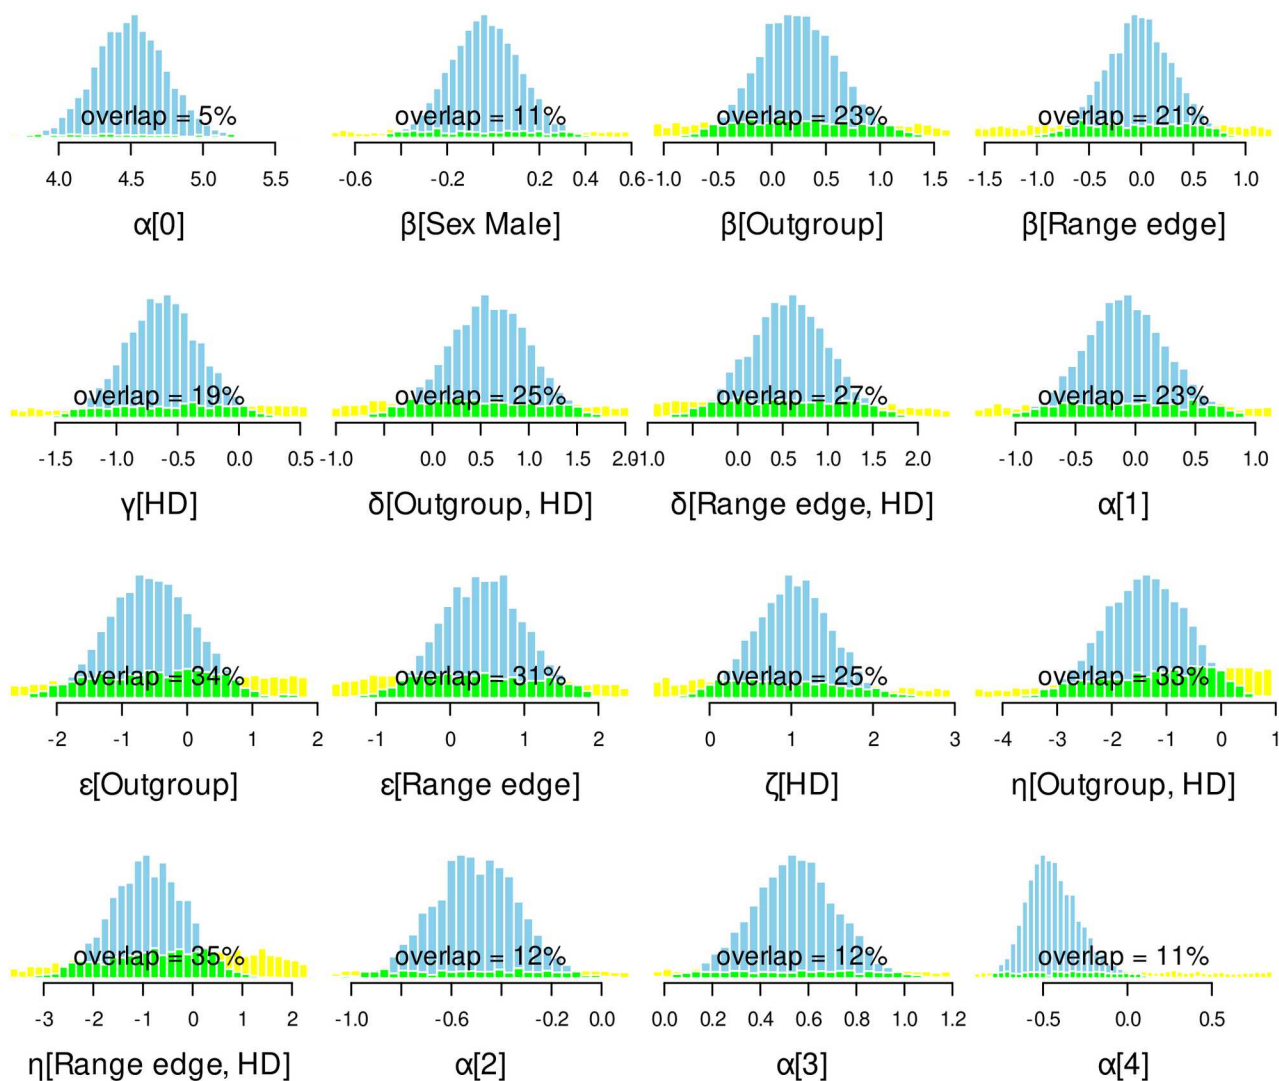 overlap = 5% overlap = 11% overlap = 23% overlap = 21%
4.0 4.5 5.0 5.5 -0.6 -0.2 0.2 0.4 0.6 -1.0 -0.5 0.0 0.5 1.0 1.5 -1.5 -1.0 -0.5 0.0 0.5 1.0
α[0] β[Sex Male] β[Outgroup] β[Range edge]
overlap = 19% overlap = 25% overlap = 27% overlap = 23%
-1.5 -1.0 -0.5 0.0 0.5 -1.0 0.0 0.5 1.0 1.5 2.0 -1.0 0.0 0.5 1.0 1.5 2.0 -1.0 -0.5 0.0 0.5 1.0
γ[HD] δ[Outgroup, HD] δ[Range edge, HD] α[1]
overlap = 34% overlap = 31% overlap = 25% overlap = 33%
-2 -1 0 1 2 -1 0 1 2 0 1 2 3 -4 -3 -2 -1 0 1
ε[Outgroup] ε[Range edge] ζ[HD] η[Outgroup, HD]
overlap = 35% overlap = 12% overlap = 12% overlap = 11%
-3 -2 -1 0 1 2 -1.0 -0.6 -0.2 0.0 0.0 0.2 0.4 0.6 0.8 1.0 1.2 -0.5 0.0 0.5
η[Range edge, HD] α[2] α[3] α[4]